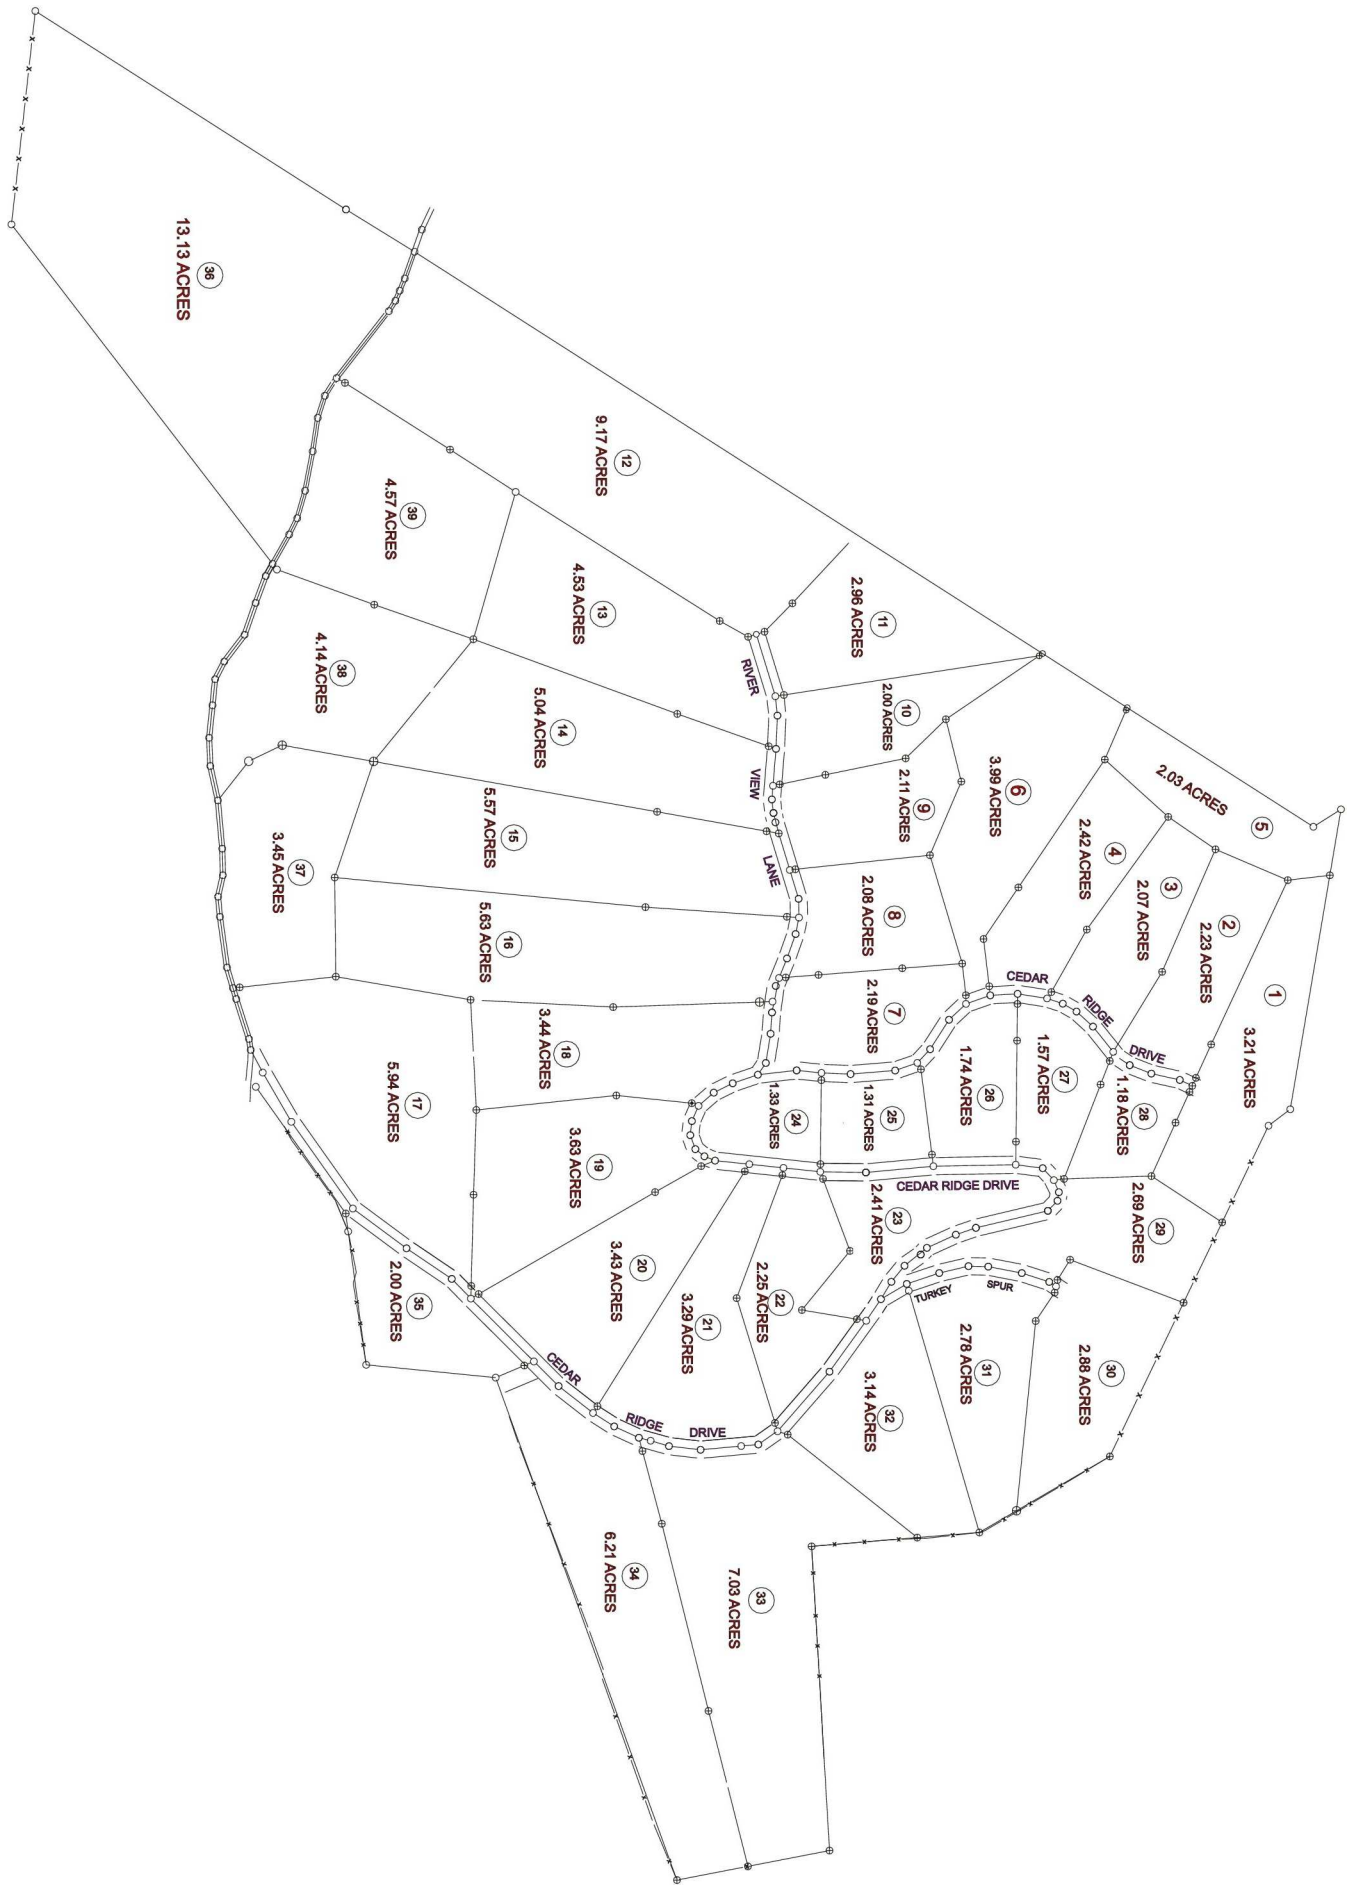 1
3.21 ACRES
2
2.23 ACRES
3
2.07 ACRES
4
2.42 ACRES
5
2.03 ACRES
6
3.99 ACRES
7
2.19 ACRES
8
2.08 ACRES
9
2.11 ACRES
10
2.00 ACRES
11
2.96 ACRES
12
9.17 ACRES
13
4.53 ACRES
14
5.04 ACRES
15
5.57 ACRES
16
5.63 ACRES
17
5.94 ACRES
18
3.44 ACRES
19
3.63 ACRES
20
3.43 ACRES
21
3.29 ACRES
22
2.25 ACRES
23
2.41 ACRES
24
1.33 ACRES
25
1.31 ACRES
26
1.74 ACRES
27
1.57 ACRES
28
1.18 ACRES
29
2.69 ACRES
30
2.88 ACRES
31
2.78 ACRES
32
3.14 ACRES
33
7.03 ACRES
34
6.21 ACRES
35
2.00 ACRES
36
13.13 ACRES
37
3.45 ACRES
38
4.14 ACRES
39
4.57 ACRES
RIVER VIEW LANE
CEDAR RIDGE DRIVE
CEDAR RIDGE DRIVE
TURKEY SPUR
CEDAR RIDGE DRIVE